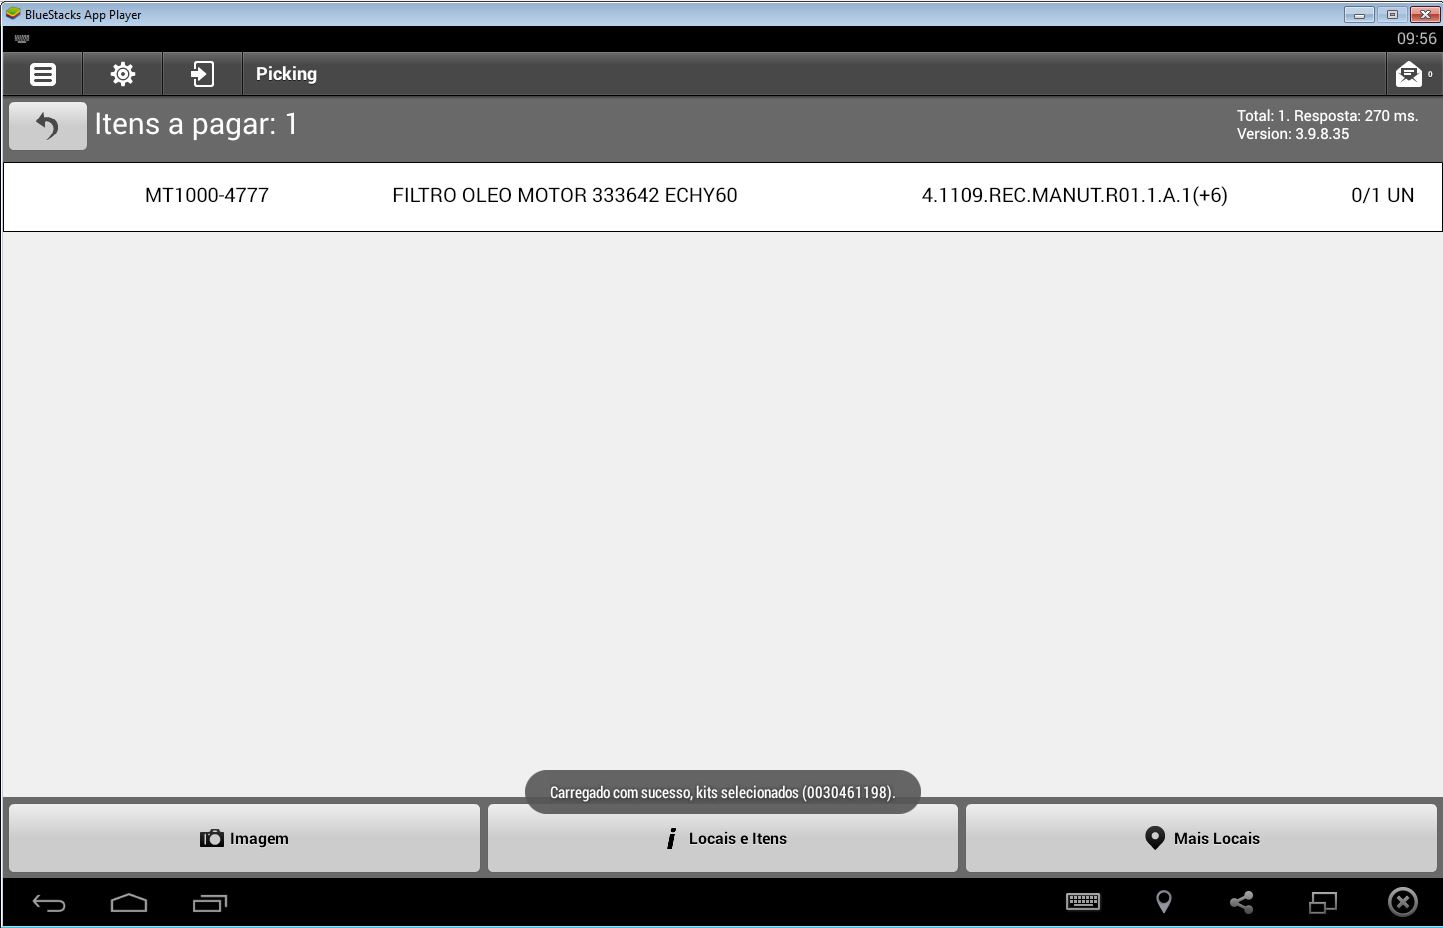 BlueStacks App Player
09:56
Picking
0
Itens a pagar: 1
Total: 1. Resposta: 270 ms.
Version: 3.9.8.35
MT1000-4777 FILTRO OLEO MOTOR 333642 ECHY60 4.1109.REC.MANUT.R01.1.A.1(+6) 0/1 UN
Carregado com sucesso, kits selecionados (0030461198).
Imagem Locais e Itens Mais Locais